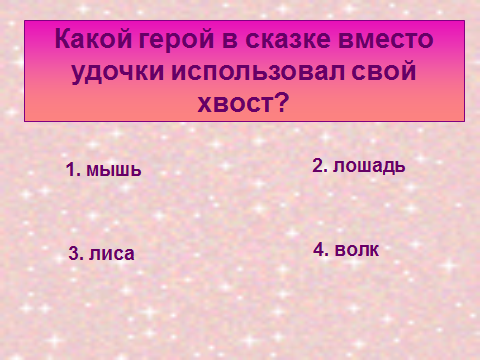 Какой герой в сказке вместо
удочки использовал свой
хвост?
1. мышь
2. лошадь
3. лиса
4. волк